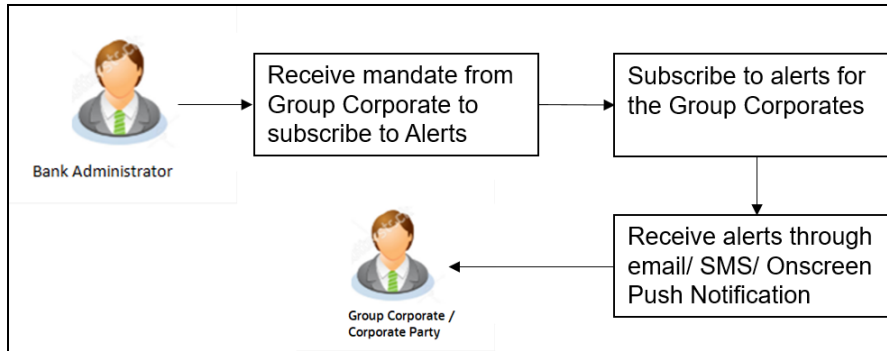 Receive mandate from
Group Corporate to
subscribe to Alerts
Subscribe to alerts for
the Group Corporates
Bank Administrator
Receive alerts through
email/ SMS/ Onscreen
Push Notification
Group Corporate /
Corporate Party